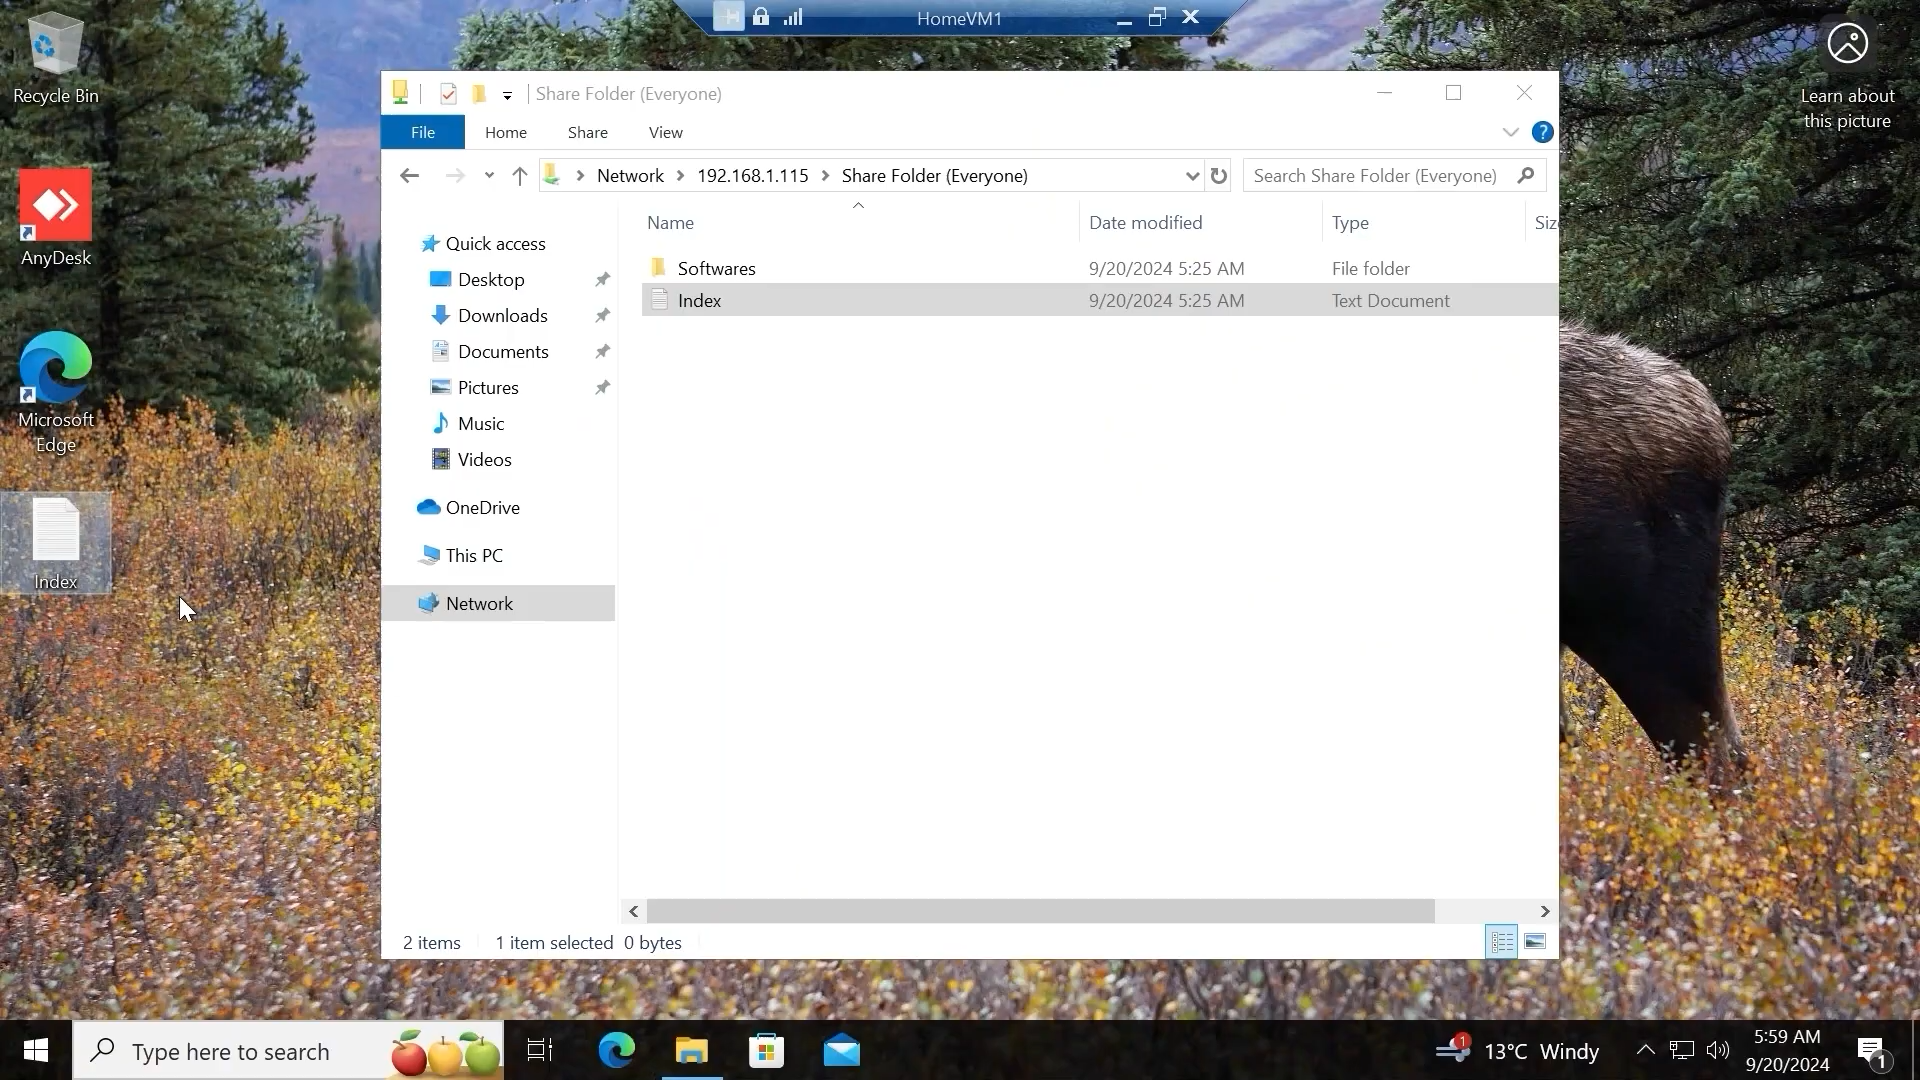 HomeVM1
Recycle Bin
AnyDesk
Microsoft
Edge
Index
Learn about
this picture
Share Folder (Everyone)
File
Home
Share
View
?
Network
192.168.1.115
Share Folder (Everyone)
Search Share Folder (Everyone)
Name
Date modified
Type
Siz
Softwares
9/20/2024 5:25 AM
File folder
Index
9/20/2024 5:25 AM
Text Document
Quick access
Desktop
Downloads
Documents
Pictures
Music
Videos
OneDrive
This PC
Network
2 items
1 item selected 0 bytes
Type here to search
1
13°C Windy
5:59 AM
9/20/2024
1